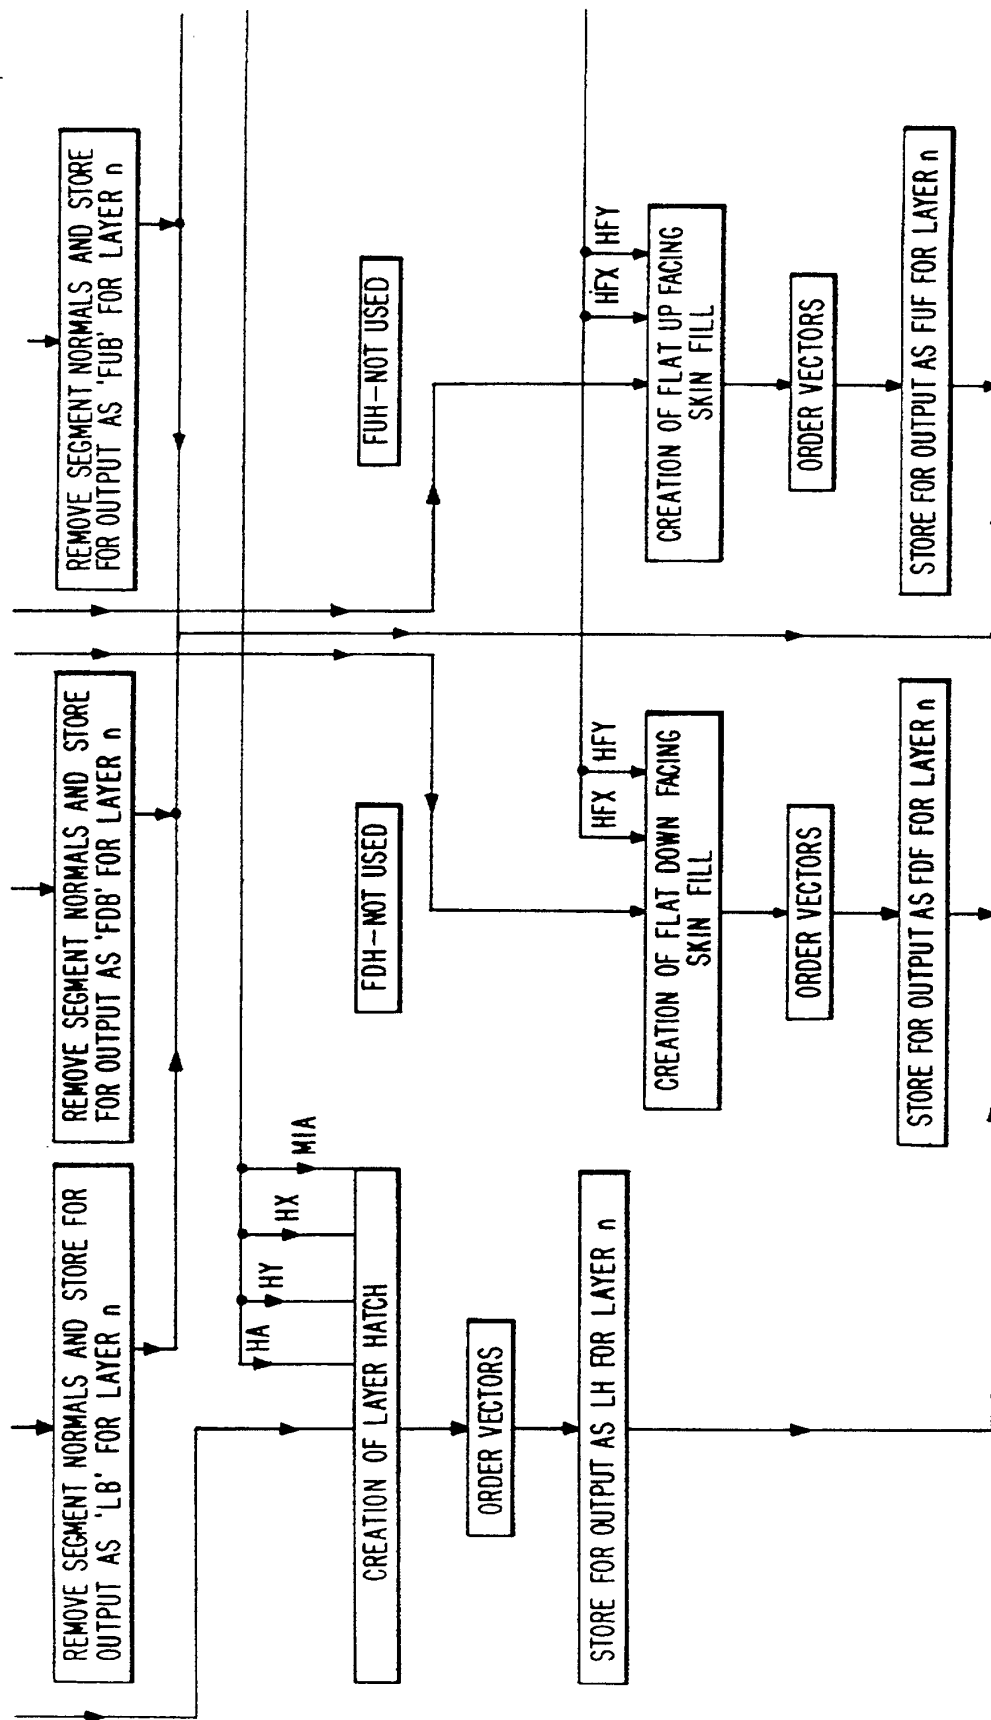 REMOVE SEGMENT NORMALS AND STORE FOR
OUTPUT AS 'LB' FOR LAYER n
REMOVE SEGMENT NORMALS AND STORE
FOR OUTPUT AS 'FDB' FOR LAYER n
REMOVE SEGMENT NORMALS AND STORE
FOR OUTPUT AS 'FUB' FOR LAYER n
HA
HY
HX
MIA
CREATION OF LAYER HATCH
FDH-NOT USED
FUH-NOT USED
ORDER VECTORS
STORE FOR OUTPUT AS LH FOR LAYER n
HFX
HFY
HFX
HFY
CREATION OF FLAT DOWN FACING
SKIN FILL
CREATION OF FLAT UP FACING
SKIN FILL
ORDER VECTORS
ORDER VECTORS
STORE FOR OUTPUT AS FDF FOR LAYER n
STORE FOR OUTPUT AS FUF FOR LAYER n